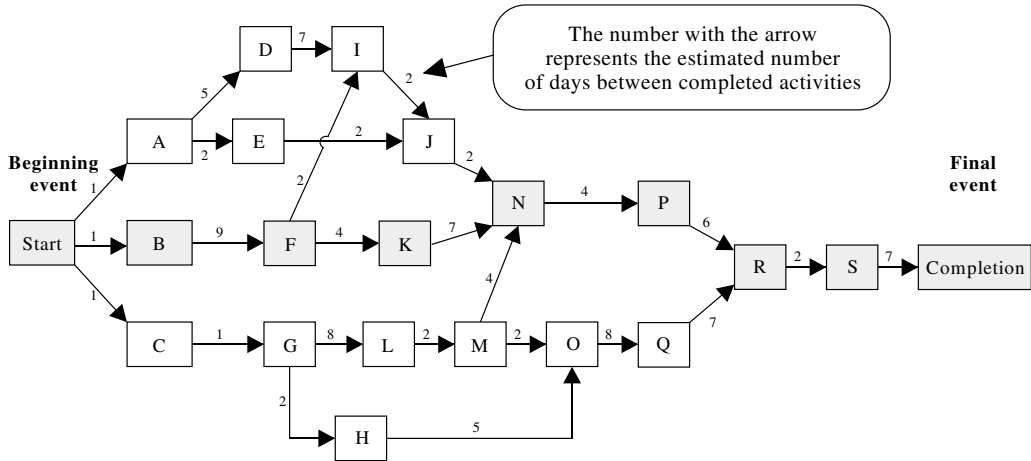 The number with the arrow
represents the estimated number
of days between completed activities
D 7 I
5 2
A 2 E 2 J
Beginning
event
Final
event
1 2 2
N 4 P
6
Start 1 B 9 F 4 K 7
R 2 S 7 Completion
1 4
C 1 G 8 L 2 M 2 O 8 Q 7
2
H 5